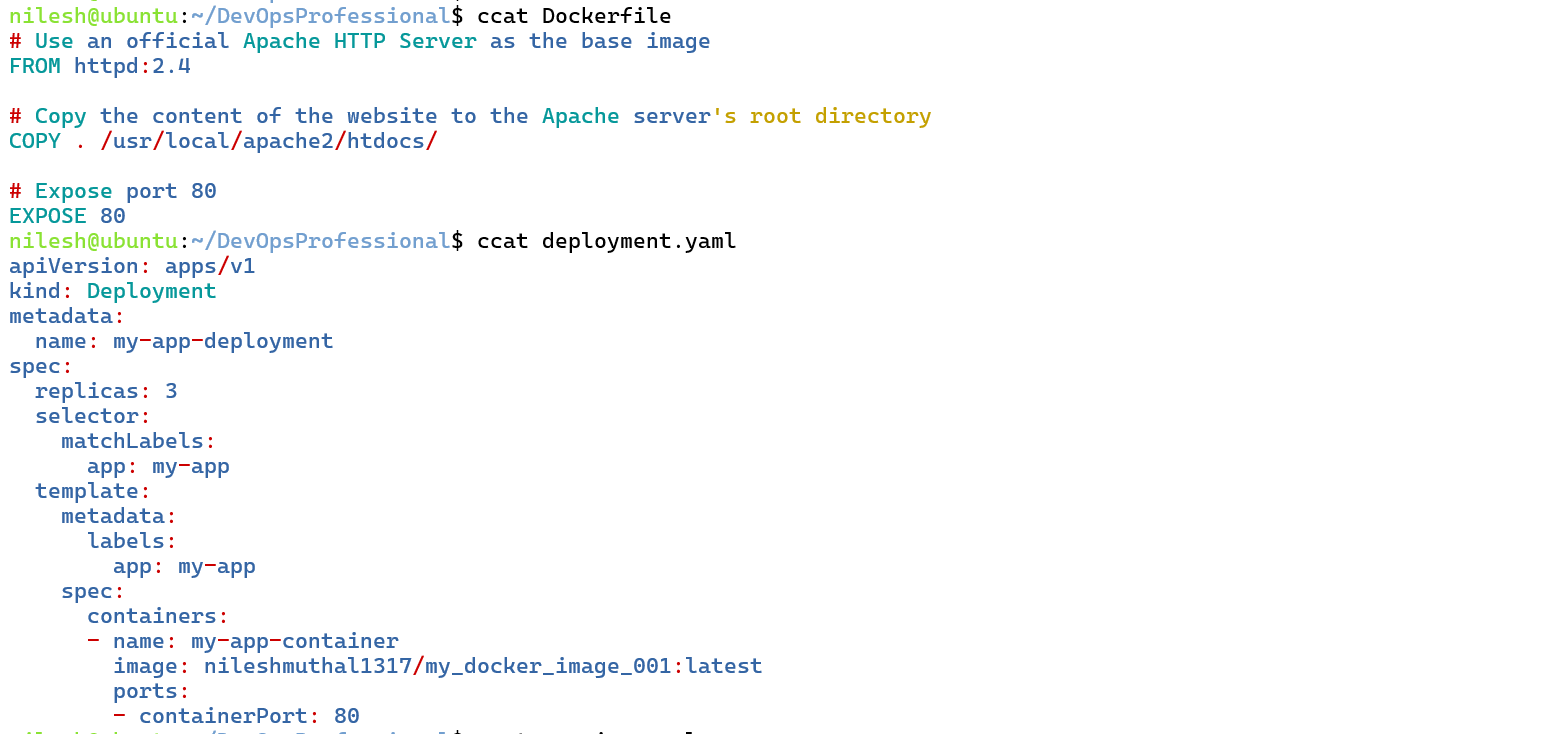 nilesh@ubuntu:~/DevOpsProfessional$ ccat Dockerfile
# Use an official Apache HTTP Server as the base image
FROM httpd:2.4

# Copy the content of the website to the Apache server's root directory
COPY . /usr/local/apache2/htdocs/

# Expose port 80
EXPOSE 80
nilesh@ubuntu:~/DevOpsProfessional$ ccat deployment.yaml
apiVersion: apps/v1
kind: Deployment
metadata:
  name: my-app-deployment
spec:
  replicas: 3
  selector:
    matchLabels:
      app: my-app
  template:
    metadata:
      labels:
        app: my-app
    spec:
      containers:
      - name: my-app-container
        image: nileshmuthal1317/my_docker_image_001:latest
        ports:
        - containerPort: 80